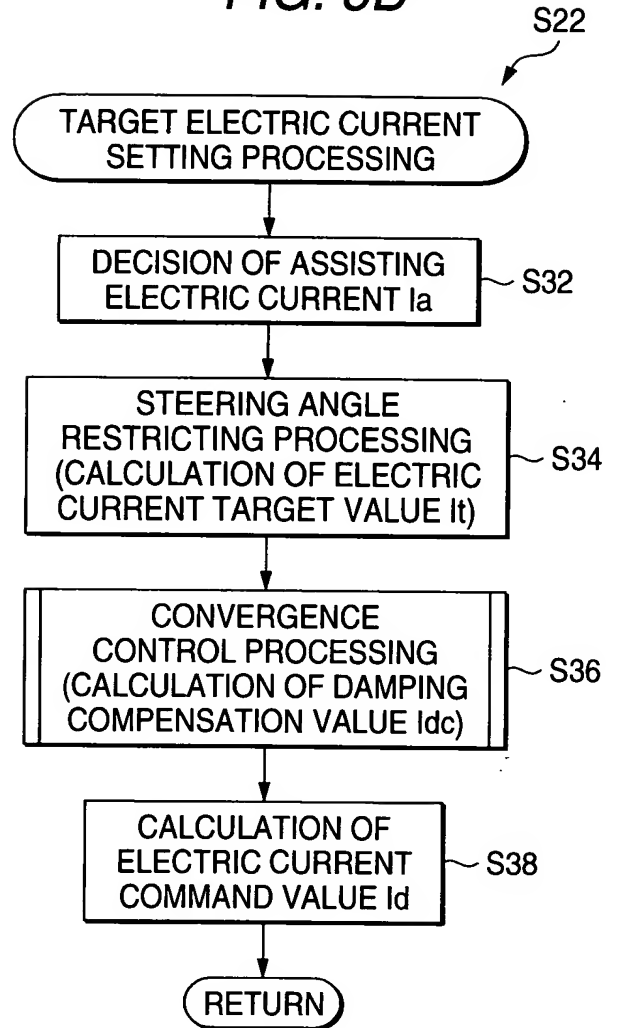 S22
TARGET ELECTRIC CURRENT
SETTING PROCESSING
DECISION OF ASSISTING
ELECTRIC CURRENT Ia
S32
STEERING ANGLE
RESTRICTING PROCESSING
(CALCULATION OF ELECTRIC
CURRENT TARGET VALUE It)
S34
CONVERGENCE
CONTROL PROCESSING
(CALCULATION OF DAMPING
COMPENSATION VALUE Idc)
S36
CALCULATION OF
ELECTRIC CURRENT
COMMAND VALUE Id
S38
RETURN